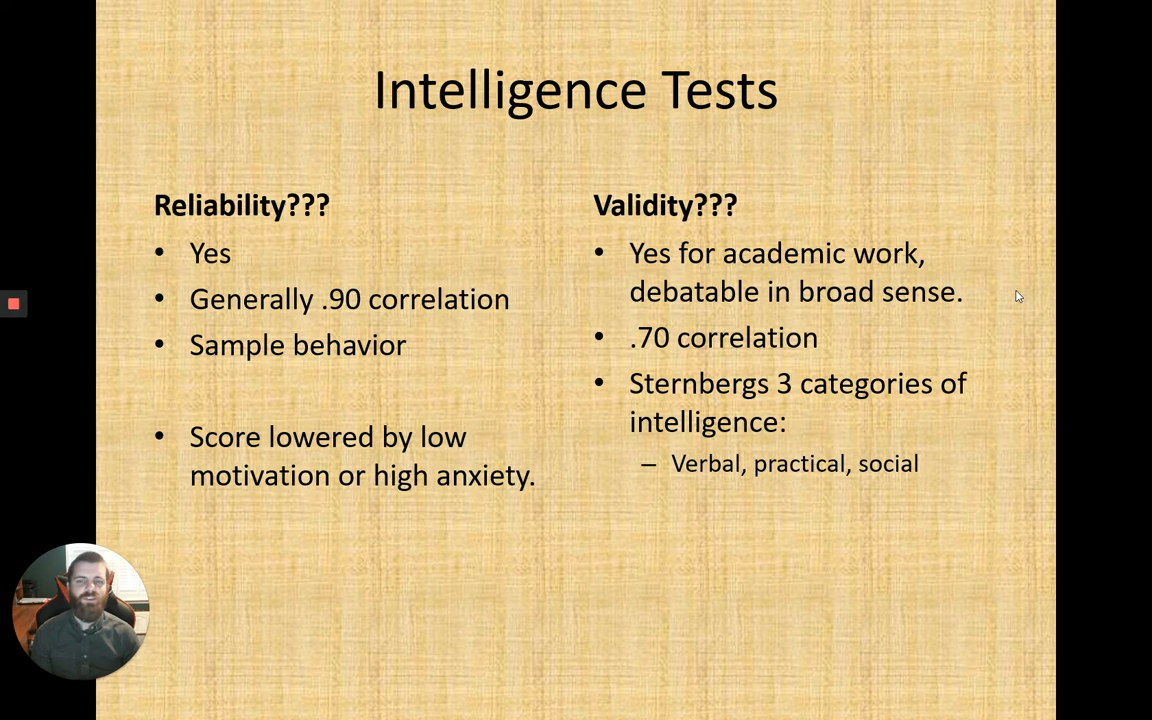 Intelligence Tests
Reliability???
• Yes
• Generally .90 correlation
• Sample behavior
• Score lowered by low
motivation or high anxiety.
Validity???
• Yes for academic work,
debatable in broad sense.
• .70 correlation
• Sternbergs 3 categories of
intelligence:
– Verbal, practical, social